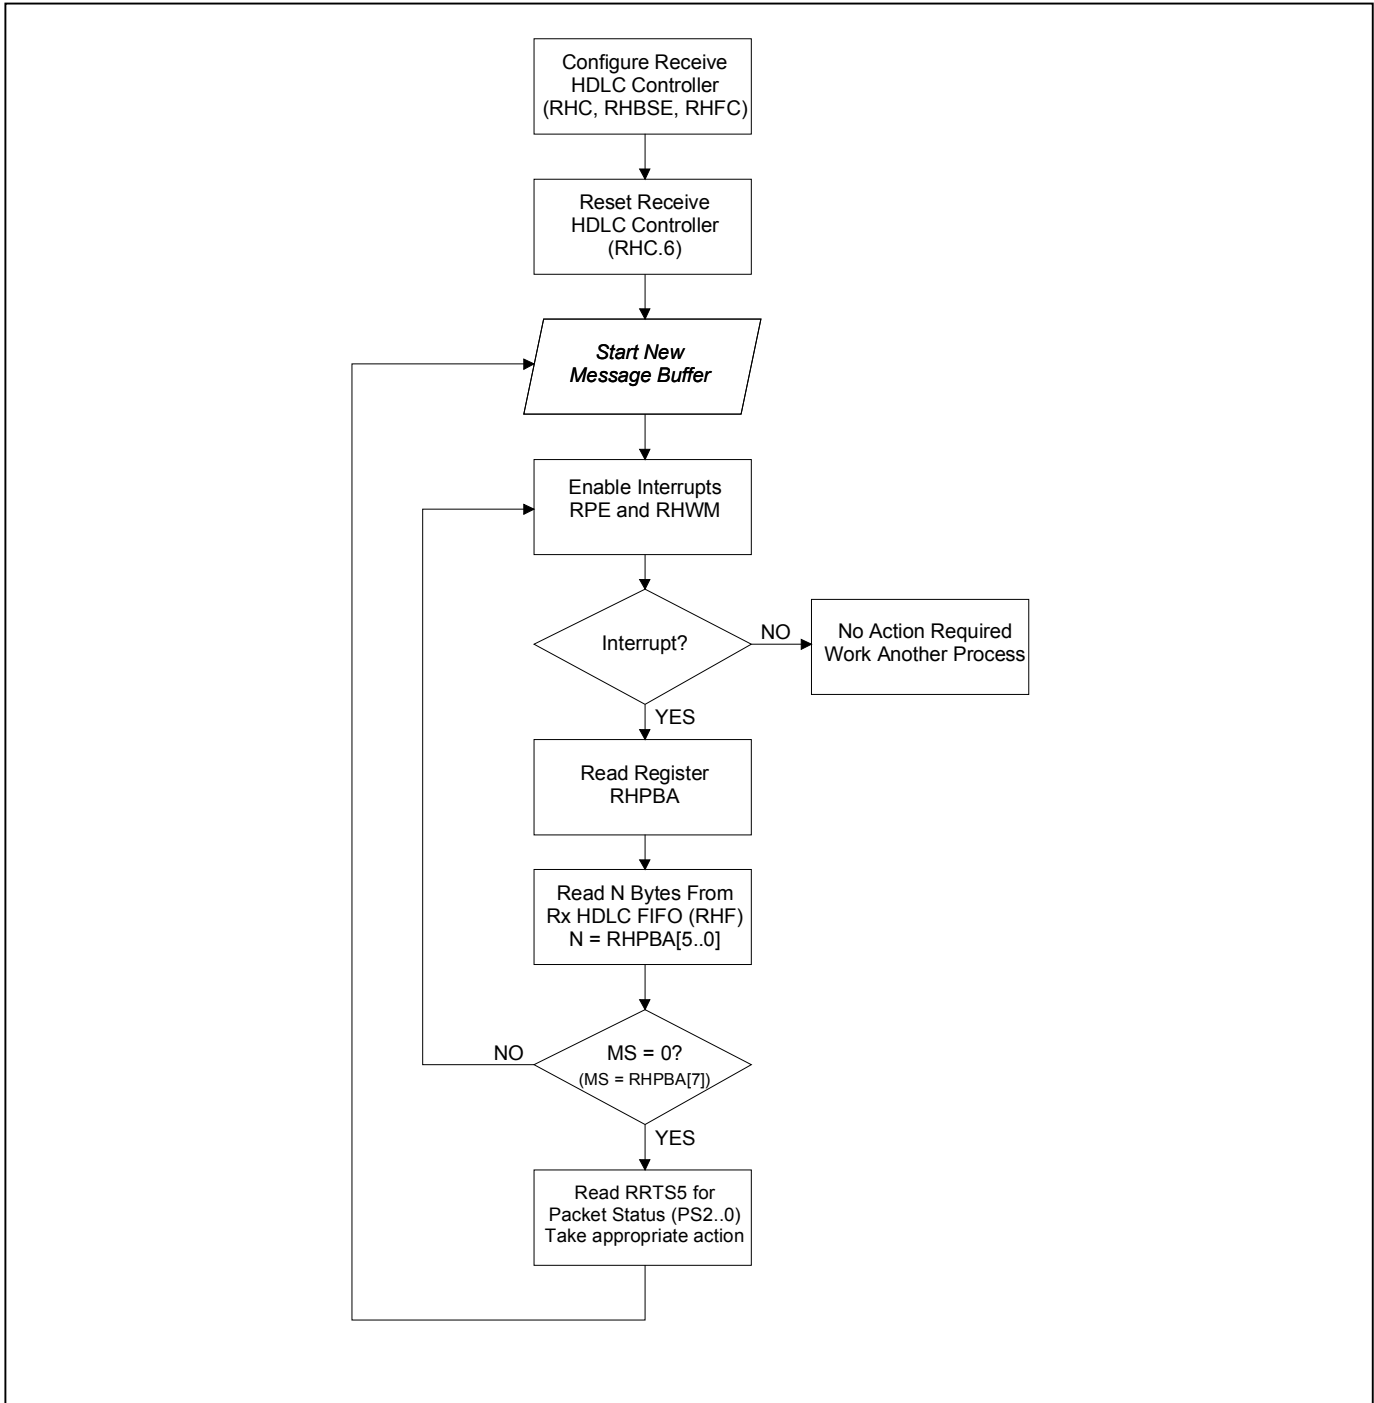 Configure Receive
HDLC Controller
(RHC, RHBSE, RHFC)
Reset Receive
HDLC Controller
(RHC.6)
Start New
Message Buffer
Enable Interrupts
RPE and RHWM
Interrupt?
NO
No Action Required
Work Another Process
YES
Read Register
RHPBA
Read N Bytes From
Rx HDLC FIFO (RHF)
N = RHPBA[5..0]
NO
MS = 0?
(MS = RHPBA[7])
YES
Read RRTS5 for
Packet Status (PS2..0)
Take appropriate action